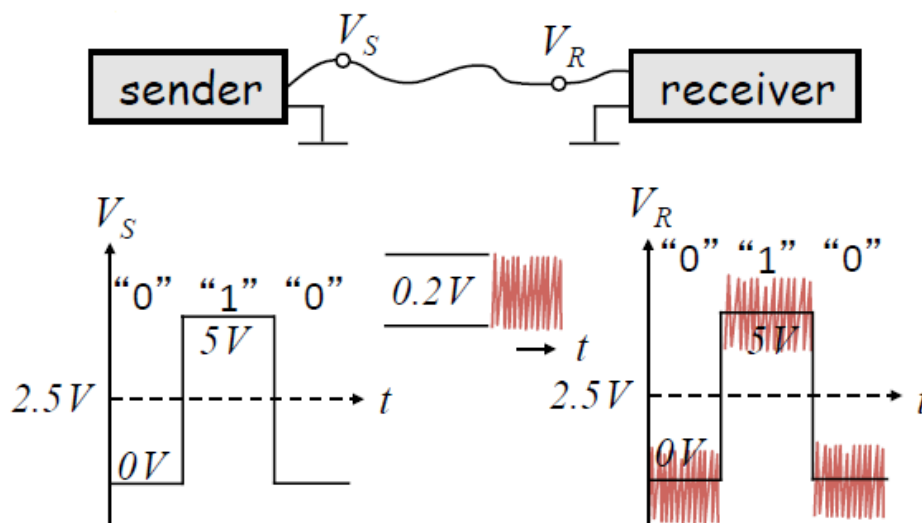 V_S
V_R
sender
receiver
V_S
V_R
“0” “1” “0”
“0” “1” “0”
0.2V
5V
5V
t
2.5V
t
2.5V
t
0V
0V